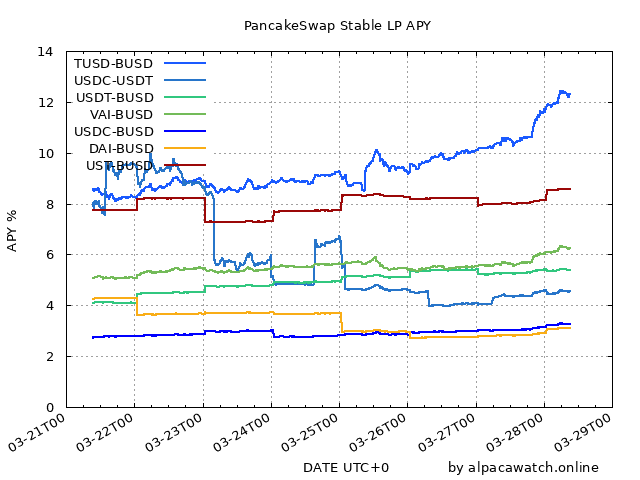 PancakeSwap Stable LP APY
14
12
10
8
6
4
2
0
APY %
TUSD-BUSD
USDC-USDT
USDT-BUSD
VAI-BUSD
USDC-BUSD
DAI-BUSD
UST-BUSD
03-21T00
03-22T00
03-23T00
03-24T00
03-25T00
03-26T00
03-27T00
03-28T00
03-29T00
DATE UTC+0
by alpacawatch.online